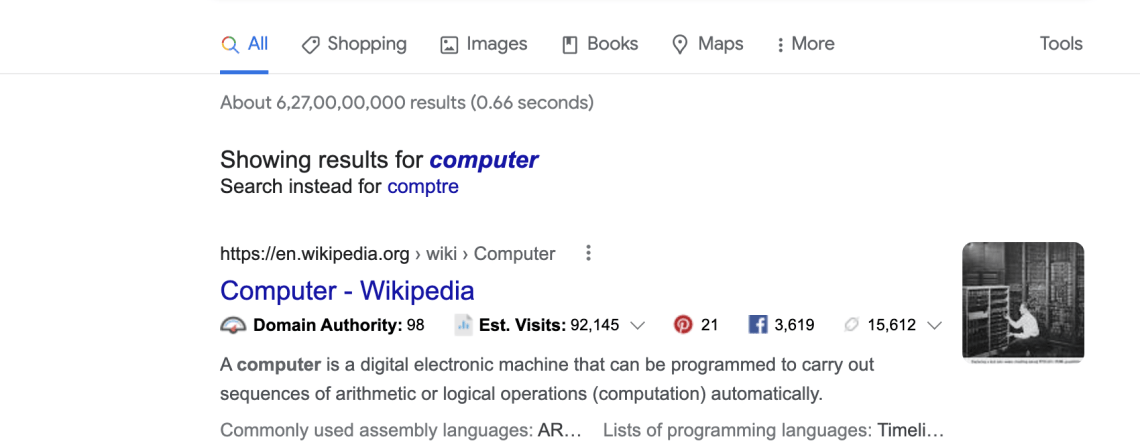 All Shopping Images Books Maps More Tools
About 6,27,00,00,000 results (0.66 seconds)
Showing results for computer
Search instead for comptre
https://en.wikipedia.org › wiki › Computer
Computer - Wikipedia
Domain Authority: 98 Est. Visits: 92,145 21 3,619 15,612
A computer is a digital electronic machine that can be programmed to carry out
sequences of arithmetic or logical operations (computation) automatically.
Commonly used assembly languages: AR... Lists of programming languages: Timeli...